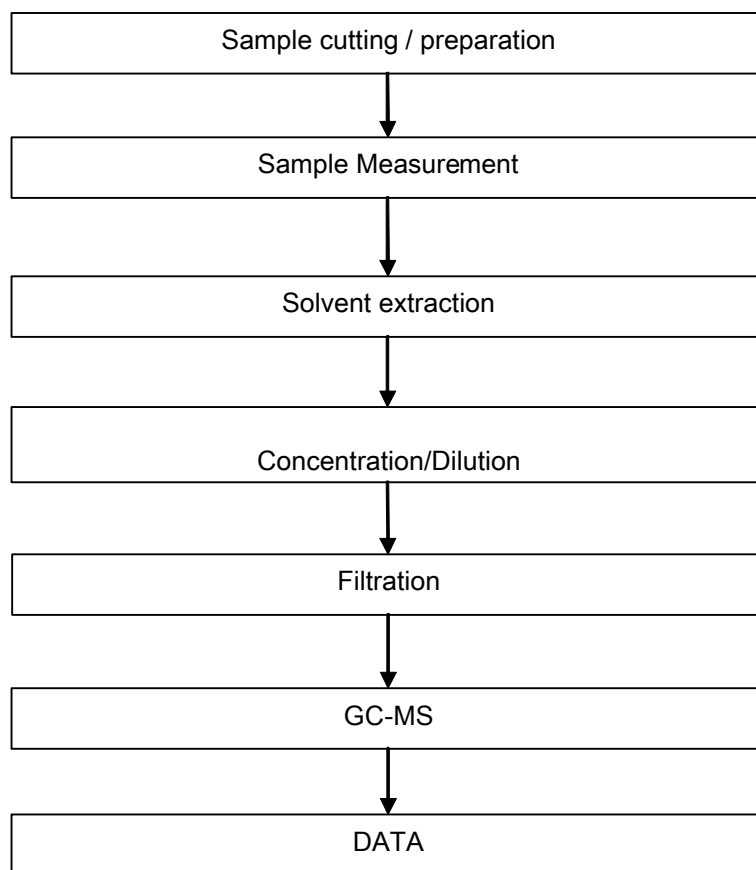 Sample cutting / preparation
Sample Measurement
Solvent extraction
Concentration/Dilution
Filtration
GC-MS
DATA